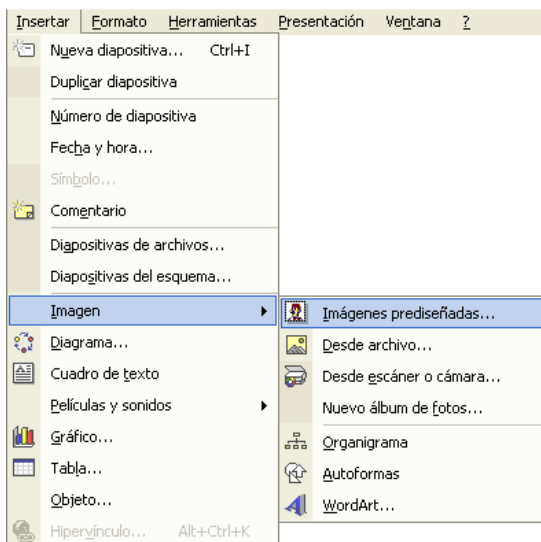 Insertar Formato Herramientas Presentación Ventana ?
Nueva diapositiva... Ctrl+I
Duplicar diapositiva
Número de diapositiva
Fecha y hora...
Símbolo...
Comentario
Diapositivas de archivos...
Diapositivas del esquema...
Imagen
Diagrama...
Cuadro de texto
Películas y sonidos
Gráfico...
Tabla...
Objeto...
Hipervínculo... Alt+Ctrl+K
Imágenes prediseñadas...
Desde archivo...
Desde escáner o cámara...
Nuevo álbum de fotos...
Organigrama
Autoformas
WordArt...